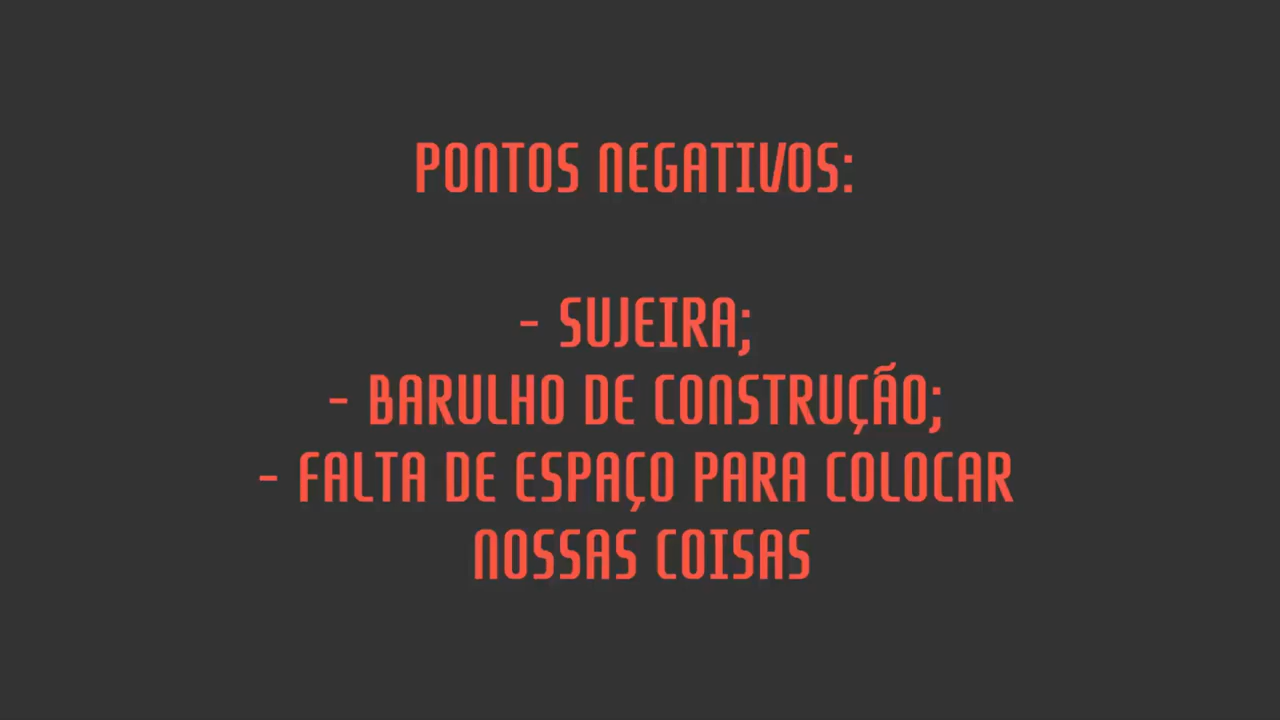 PONTOS NEGATIVOS:
- SUJEIRA;
- BARULHO DE CONSTRUÇÃO;
- FALTA DE ESPAÇO PARA COLOCAR
NOSSAS COISAS